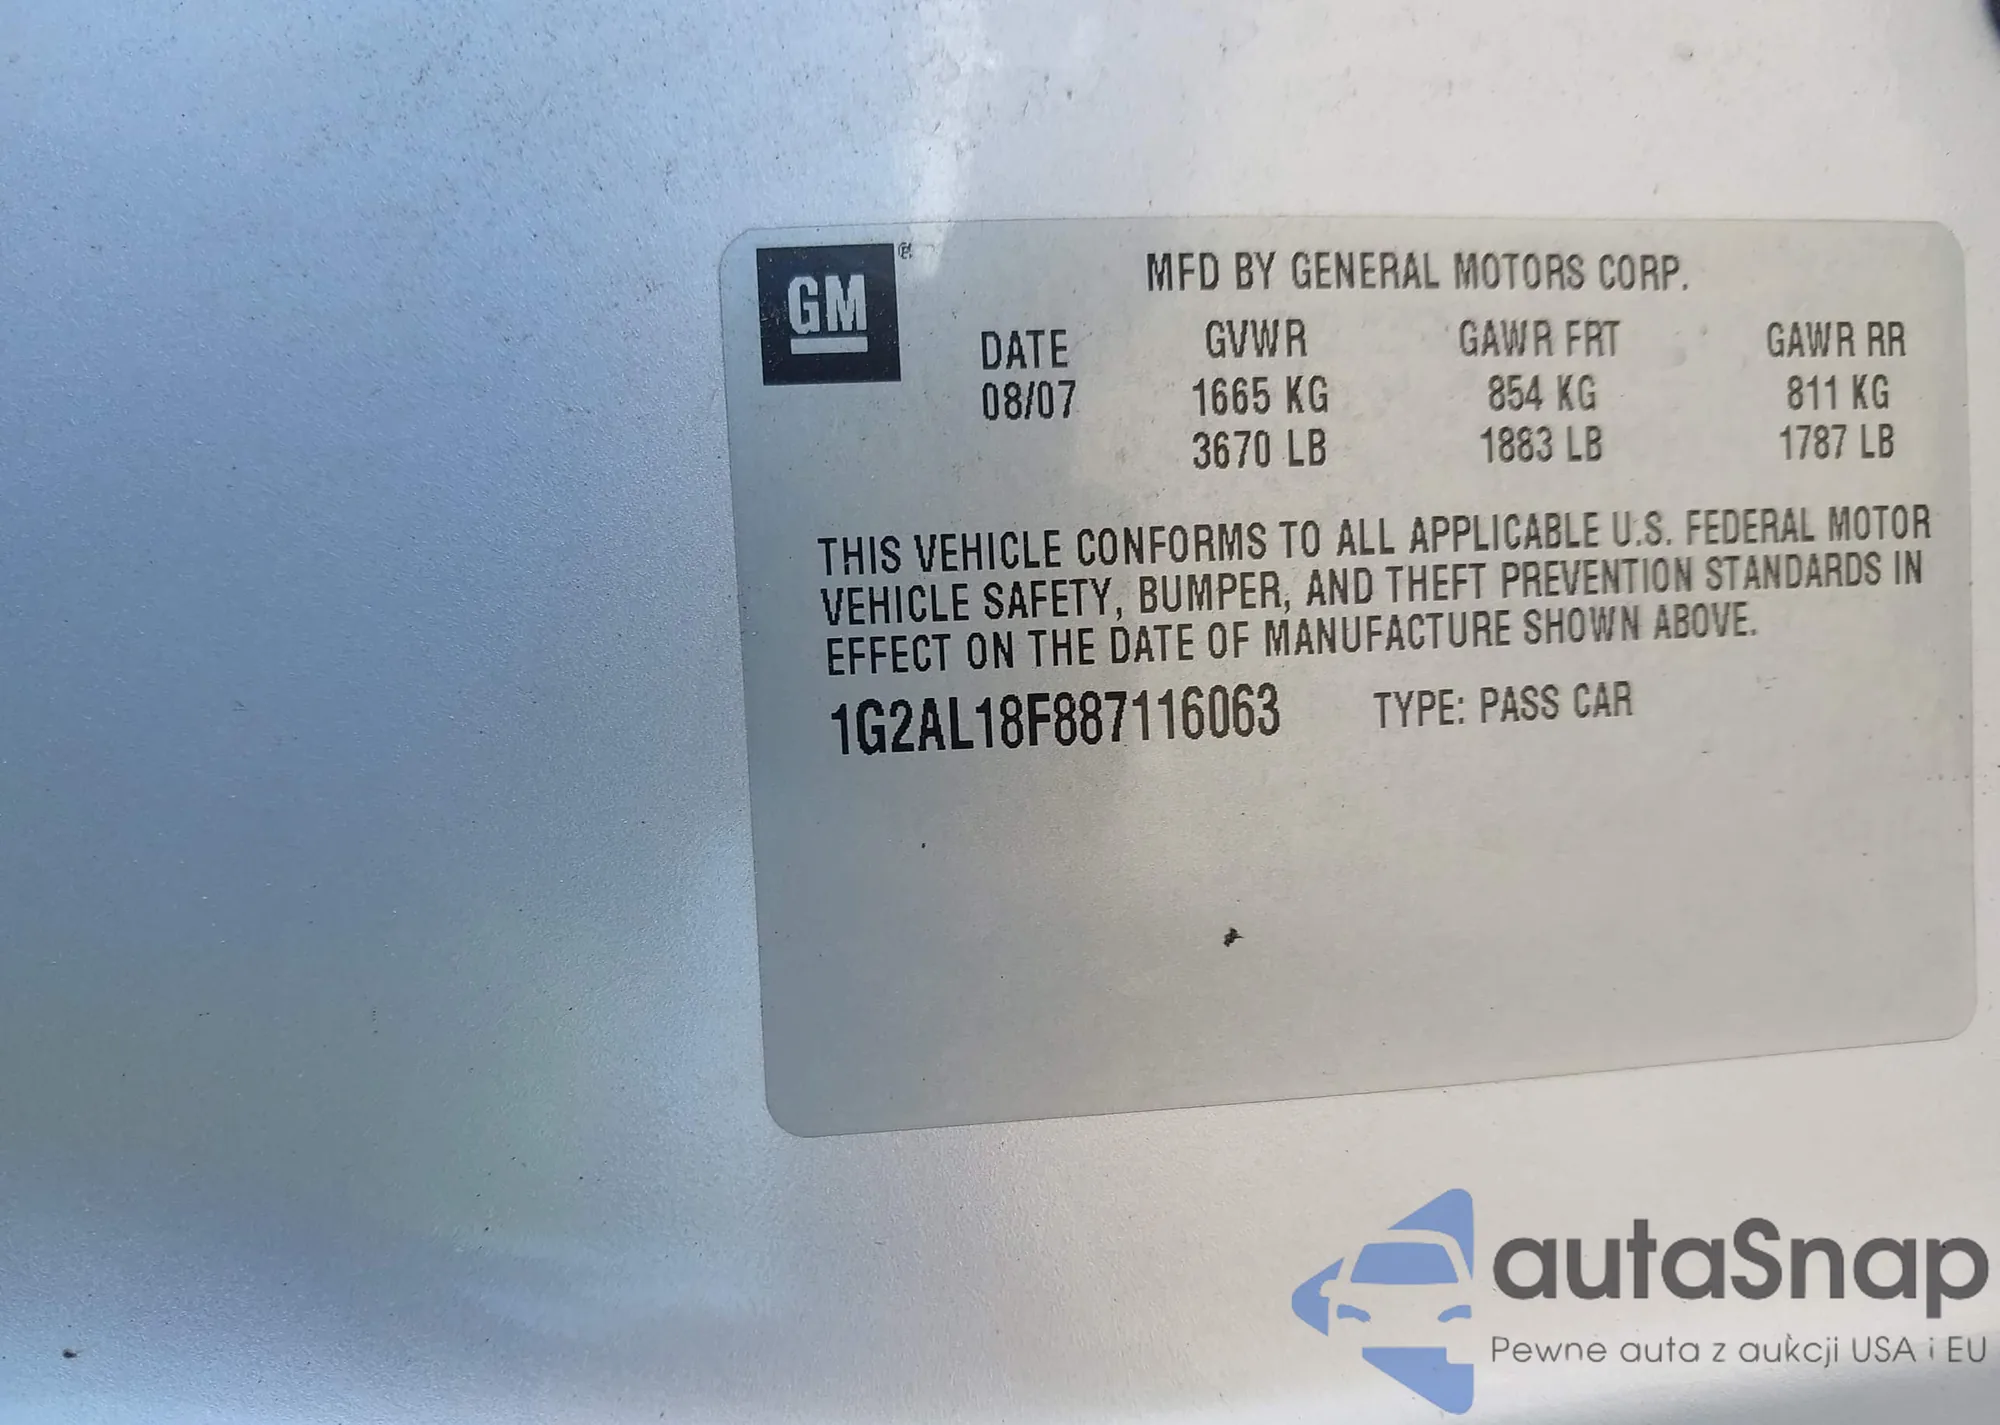 GM®
MFD BY GENERAL MOTORS CORP.
DATE GVWR GAWR FRT GAWR RR
08/07 1665 KG 854 KG 811 KG
3670 LB 1883 LB 1787 LB
THIS VEHICLE CONFORMS TO ALL APPLICABLE U.S. FEDERAL MOTOR
VEHICLE SAFETY, BUMPER, AND THEFT PREVENTION STANDARDS IN
EFFECT ON THE DATE OF MANUFACTURE SHOWN ABOVE.
1G2AL18F887116063 TYPE: PASS CAR
autaSnap
Pewne auta z aukcji USA i EU